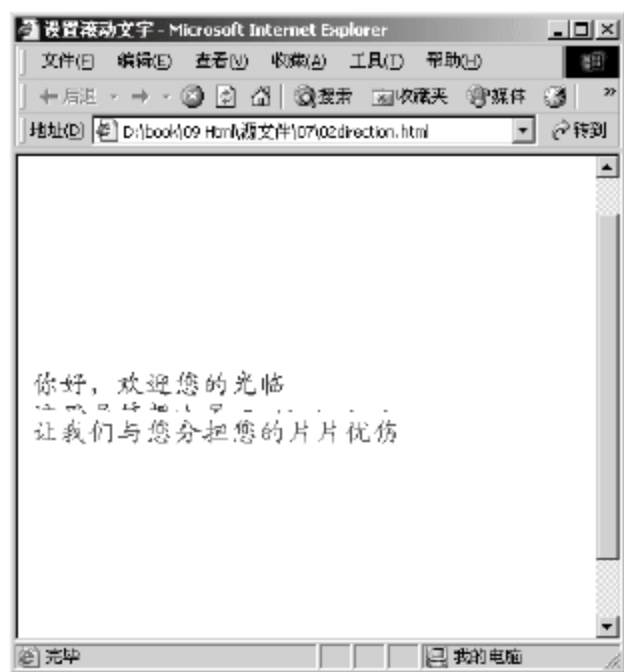 设置滚动文字 - Microsoft Internet Explorer
文件(F) 编辑(E) 查看(V) 收藏(A) 工具(T) 帮助(H)
后退 搜索 收藏夹 媒体 »
地址(D) D:\book\09 Html\源文件\07\02direction.html 转到
你好，欢迎您的光临
让我们与您分担您的片片忧伤
完毕 我的电脑